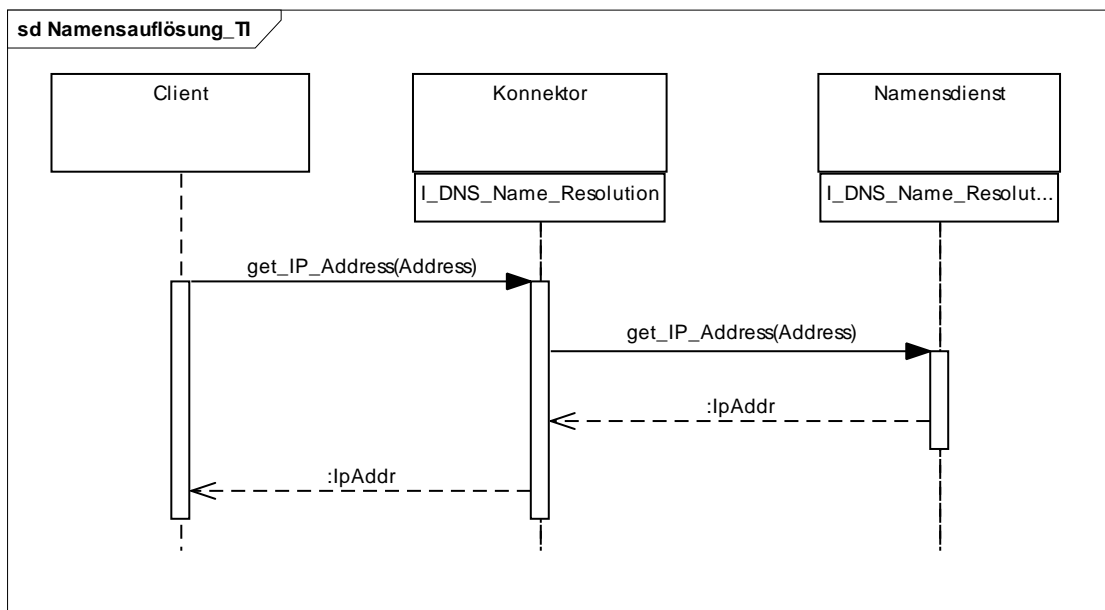 sd Namensauflösung_TI
Client
Konnektor
Namensdienst
I_DNS_Name_Resolution
I_DNS_Name_Resolut...
get_IP_Address(Address)
get_IP_Address(Address)
:IpAddr
:IpAddr